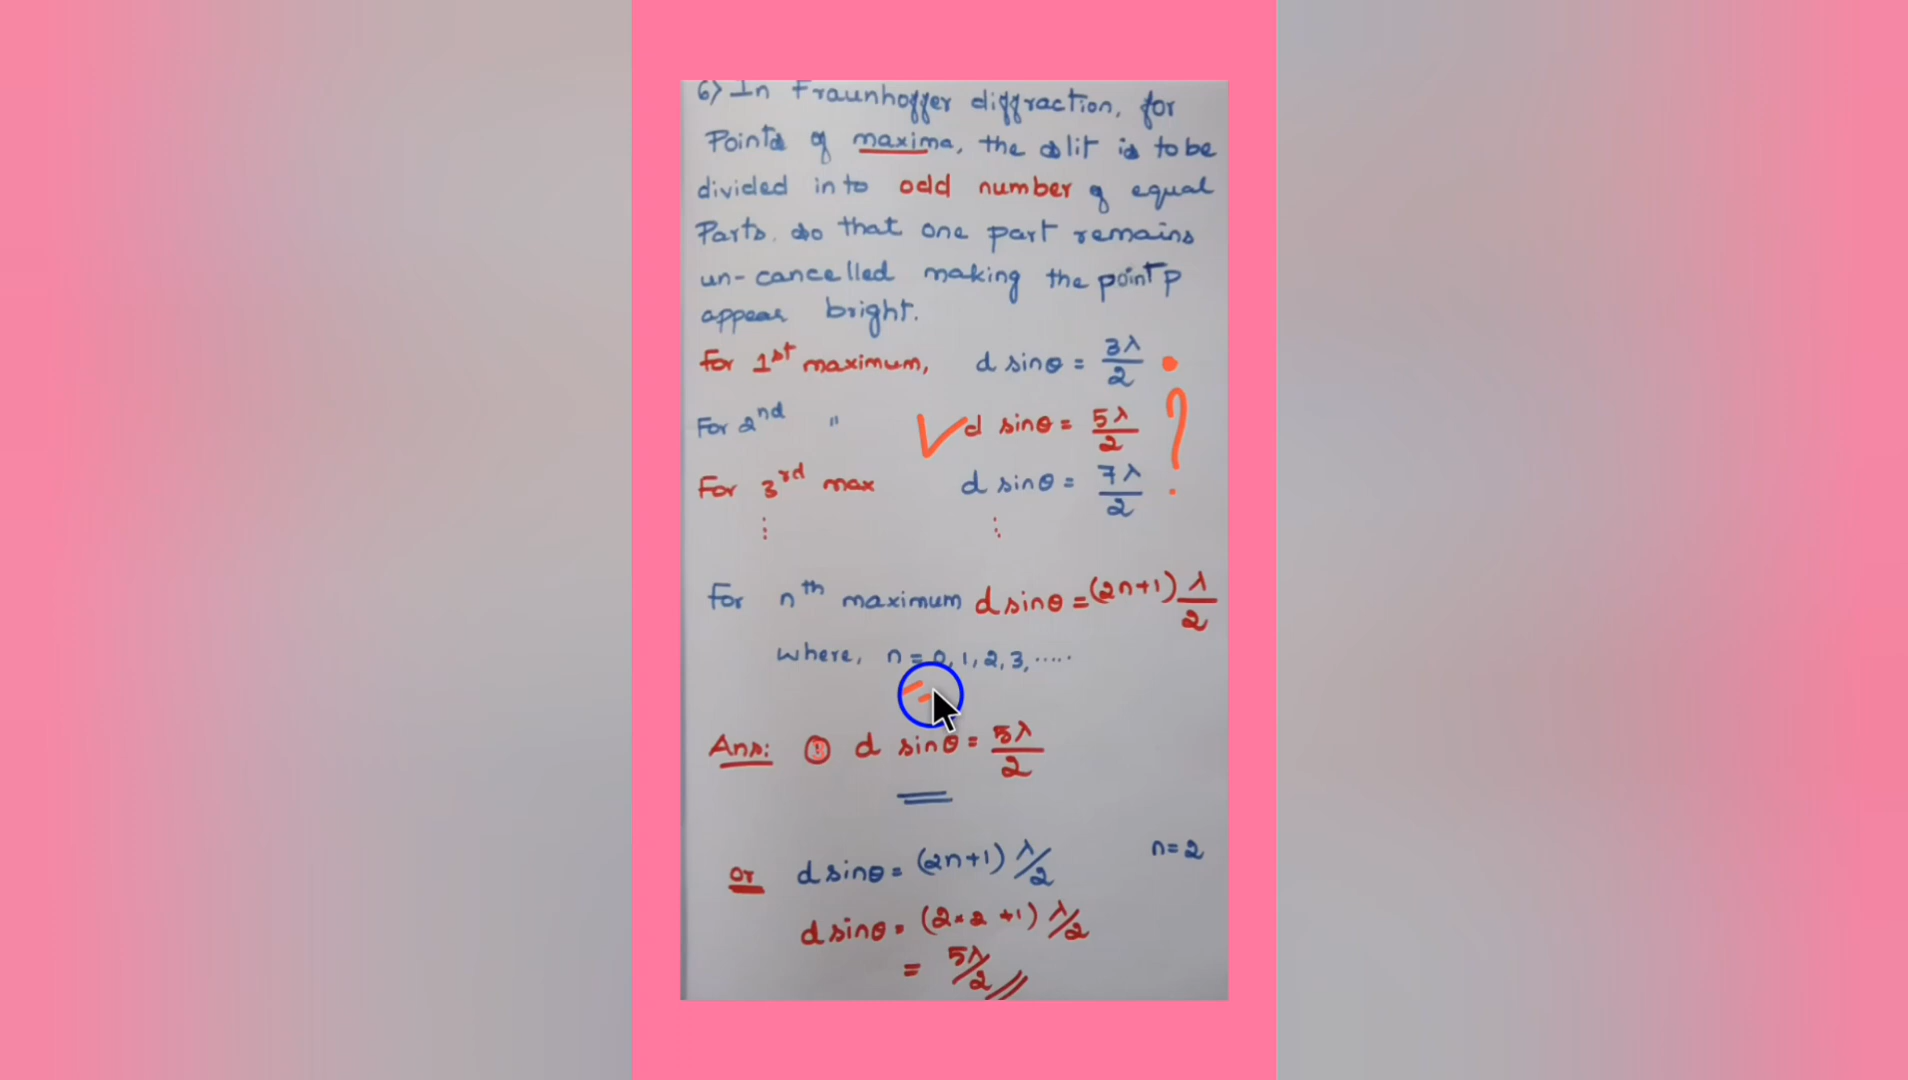 6) In Fraunhoffer diffraction, for
Points of maxima, the slit is to be
divided in to odd number of equal
Parts. so that one part remains
un-cancelled making the point P
appear bright.
For 1st maximum, d sinθ = 3λ/2
For 2nd " d sinθ = 5λ/2 ?
For 3rd max d sinθ = 7λ/2
⋮ ⋮
For nth maximum d sinθ = (2n+1) λ/2
where, n = 0, 1, 2, 3, .....
Ans: d sinθ = 5λ/2
n=2
or d sinθ = (2n+1) λ/2
d sinθ = (2×2 +1) λ/2
= 5λ/2 //